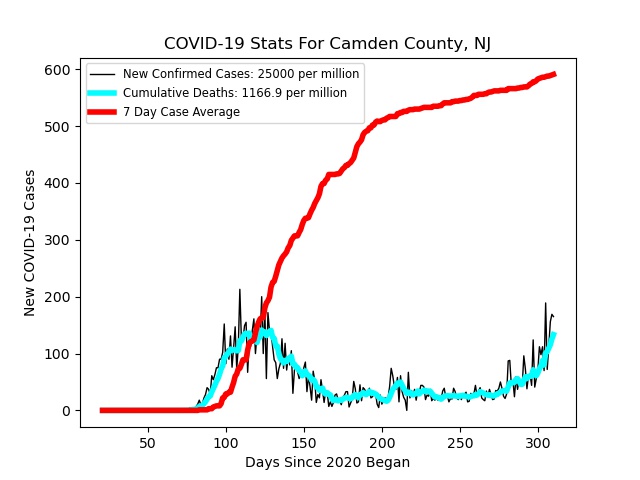 COVID-19 Stats For Camden County, NJ
New Confirmed Cases: 25000 per million
Cumulative Deaths: 1166.9 per million
7 Day Case Average
New COVID-19 Cases
600
500
400
300
200
100
0
50 100 150 200 250 300
Days Since 2020 Began